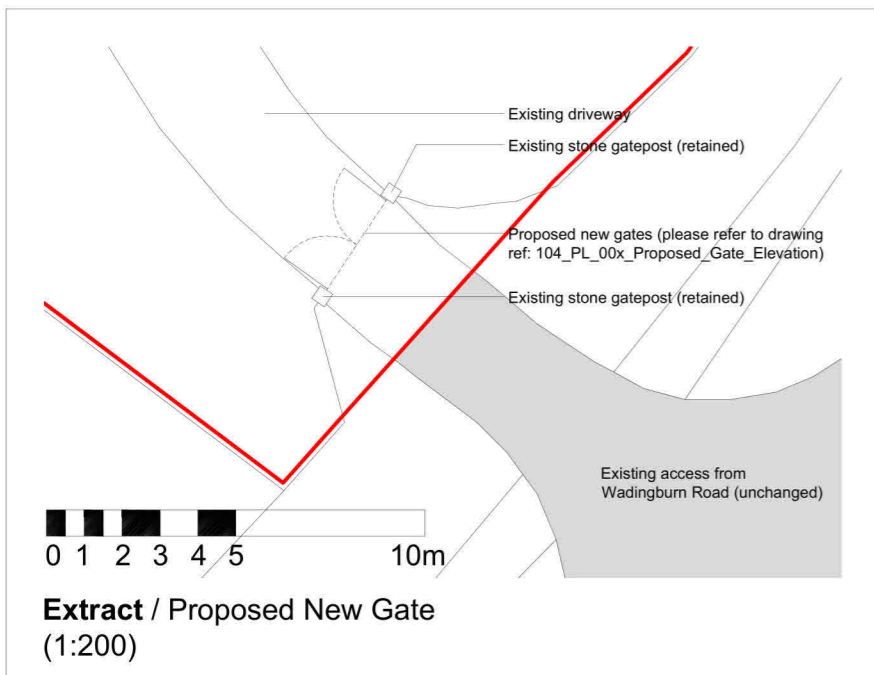 Existing driveway
Existing stone gatepost (retained)
Proposed new gates (please refer to drawing
ref: 104_PL_00x_Proposed_Gate_Elevation)
Existing stone gatepost (retained)
Existing access from
Wadingburn Road (unchanged)
0 1 2 3 4 5 10m
Extract / Proposed New Gate
(1:200)